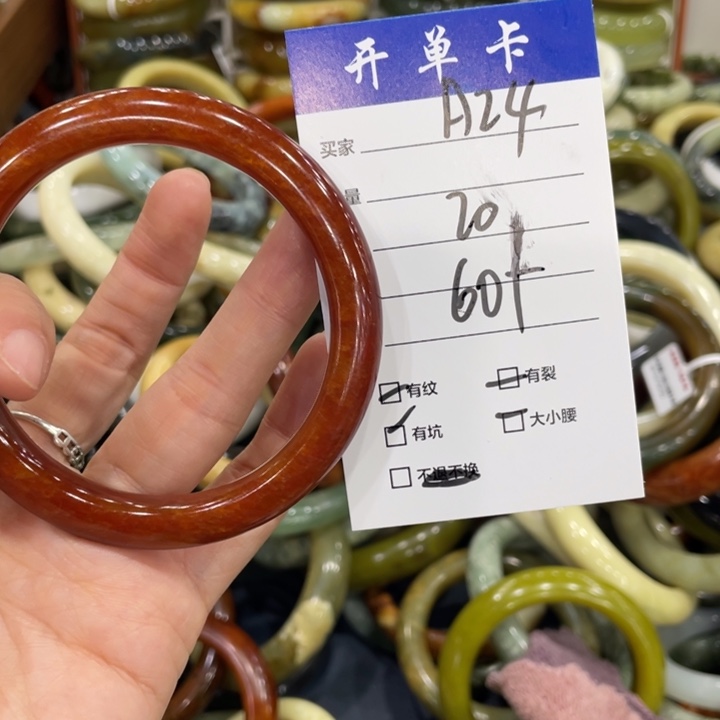 开单卡
买家 A24
量
20
60+
有纹 有裂
有坑 大小腰
不退不换